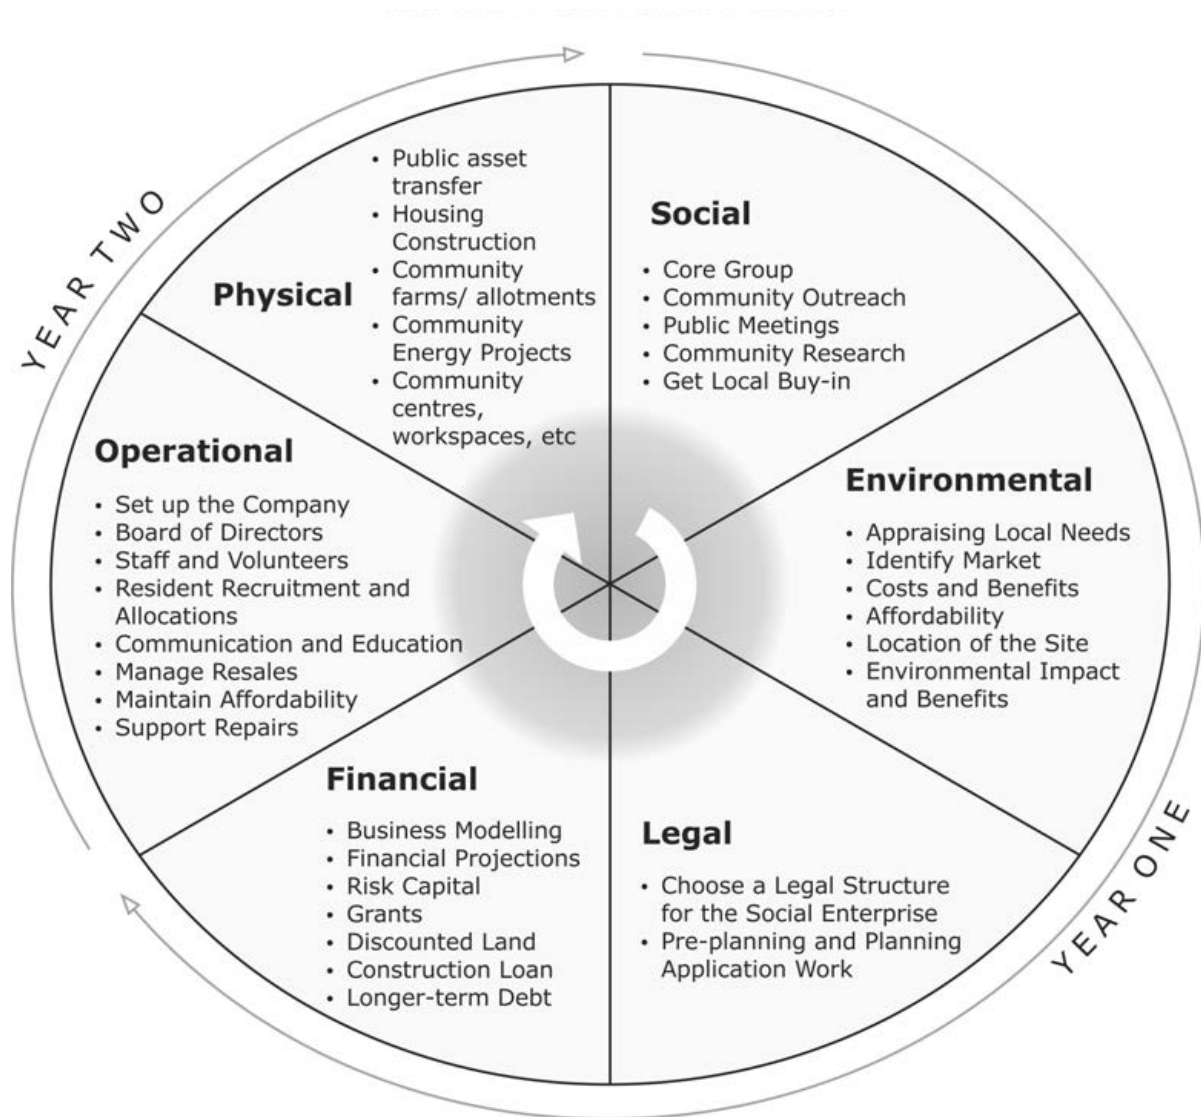 YEAR TWO
YEAR ONE
Social
• Core Group
• Community Outreach
• Public Meetings
• Community Research
• Get Local Buy-in
Environmental
• Appraising Local Needs
• Identify Market
• Costs and Benefits
• Affordability
• Location of the Site
• Environmental Impact
and Benefits
Legal
• Choose a Legal Structure
for the Social Enterprise
• Pre-planning and Planning
Application Work
Financial
• Business Modelling
• Financial Projections
• Risk Capital
• Grants
• Discounted Land
• Construction Loan
• Longer-term Debt
Operational
• Set up the Company
• Board of Directors
• Staff and Volunteers
• Resident Recruitment and
Allocations
• Communication and Education
• Manage Resales
• Maintain Affordability
• Support Repairs
Physical
• Public asset
transfer
• Housing
Construction
• Community
farms/ allotments
• Community
Energy Projects
• Community
centres,
workspaces, etc